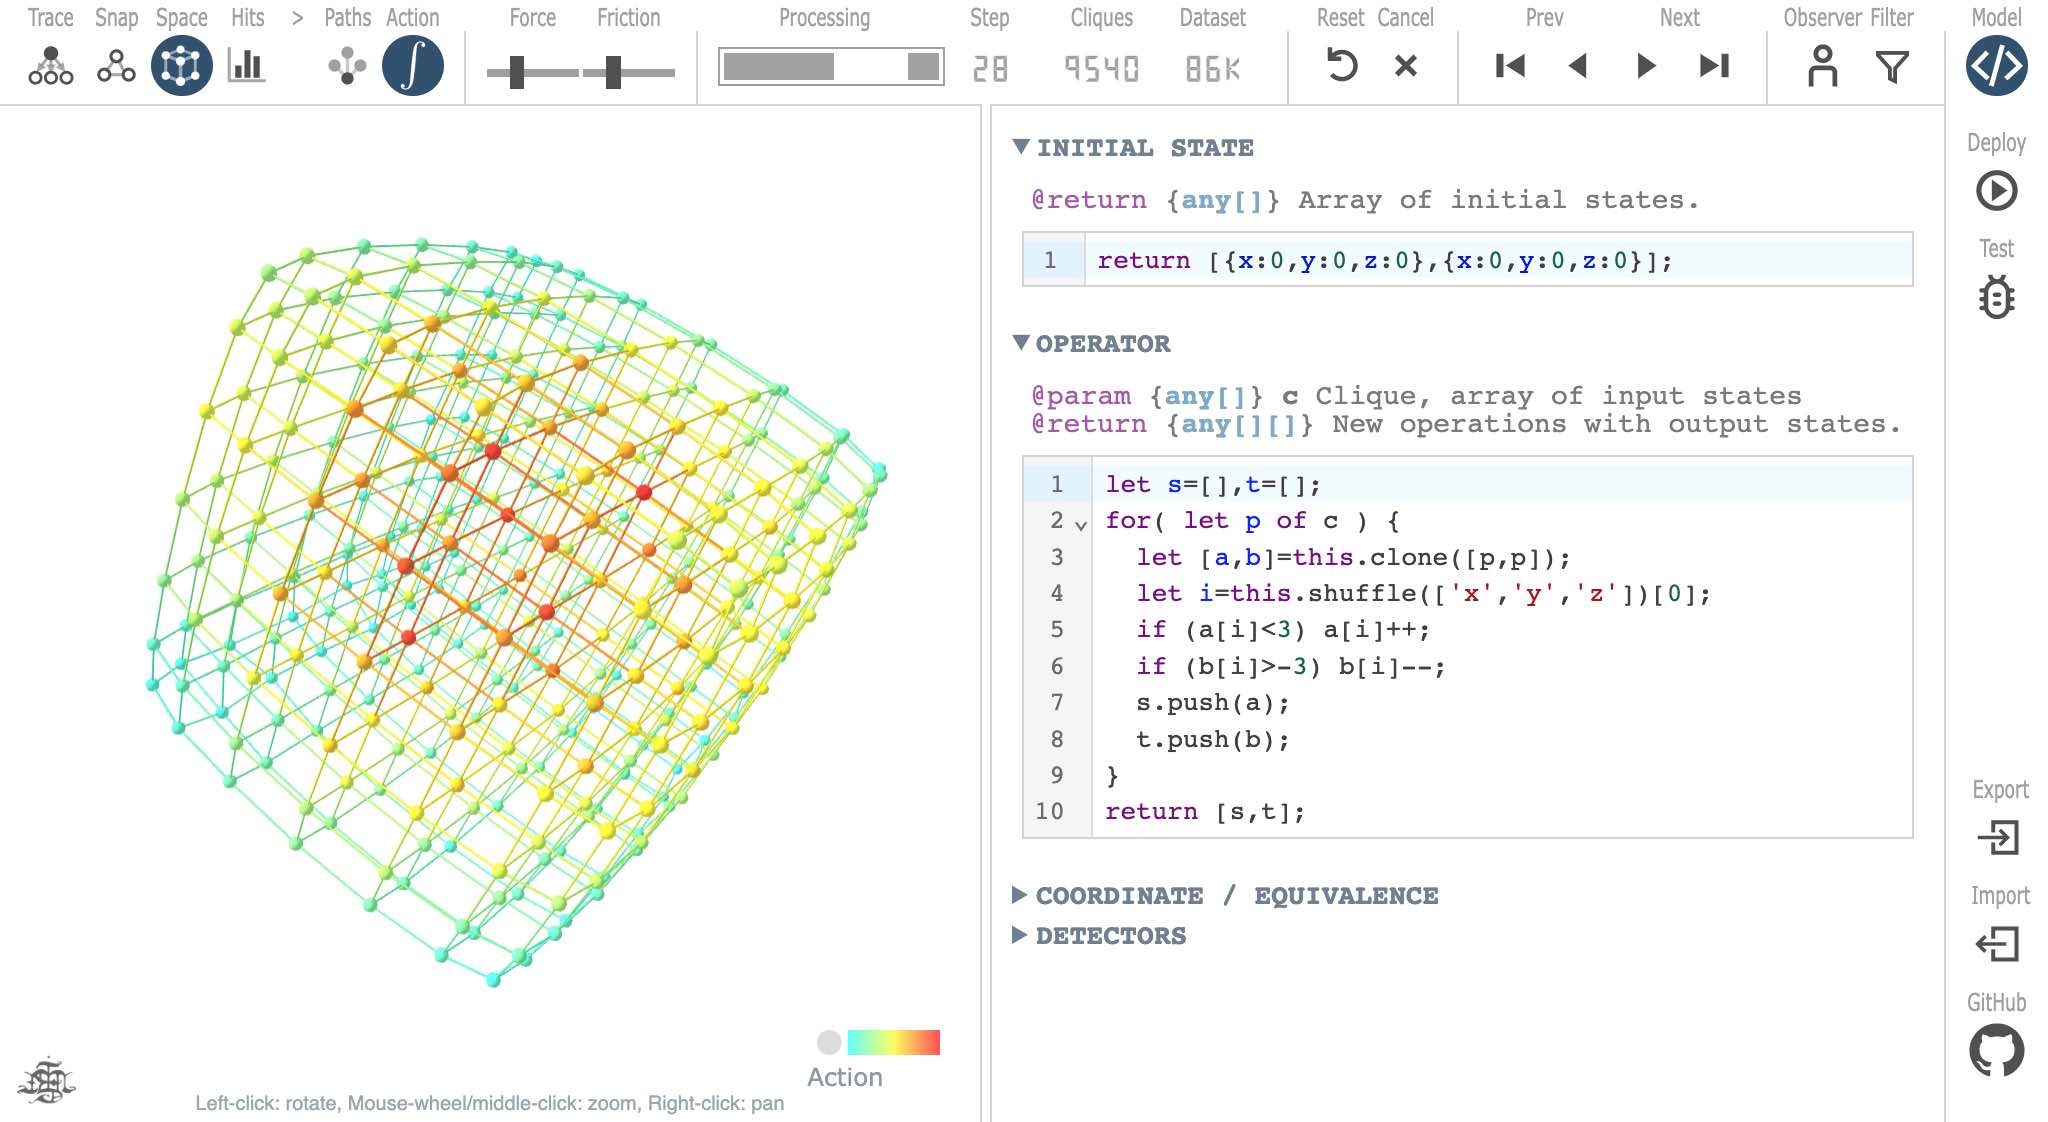 Trace Snap Space Hits > Paths Action Force Friction Processing Step Cliques Dataset Reset Cancel Prev Next Observer Filter Model
28 9540 86K
INITIAL STATE
@return {any[]} Array of initial states.
1 return [{x:0,y:0,z:0},{x:0,y:0,z:0}];
OPERATOR
@param {any[]} c Clique, array of input states
@return {any[][]} New operations with output states.
1 let s=[],t=[];
2 for( let p of c ) {
3 let [a,b]=this.clone([p,p]);
4 let i=this.shuffle(['x','y','z'])[0];
5 if (a[i]<3) a[i]++;
6 if (b[i]>-3) b[i]--;
7 s.push(a);
8 t.push(b);
9 }
10 return [s,t];
COORDINATE / EQUIVALENCE
DETECTORS
Deploy
Test
Export
Import
GitHub
Action
Left-click: rotate, Mouse-wheel/middle-click: zoom, Right-click: pan